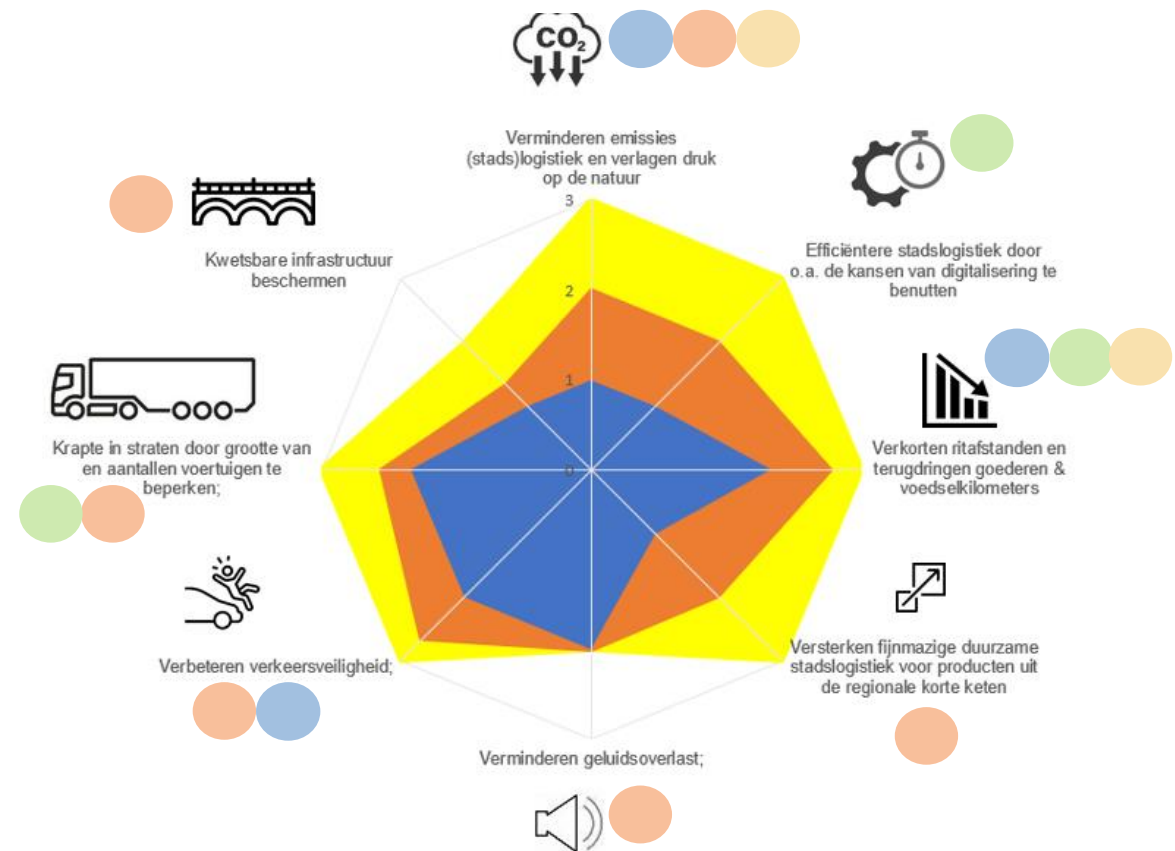 CO₂
Verminderen emissies
(stads)logistiek en verlagen druk
op de natuur
Efficiëntere stadslogistiek door
o.a. de kansen van digitalisering te
benutten
Verkorten ritafstanden en
terugdringen goederen &
voedselkilometers
Versterken fijnmazige duurzame
stadslogistiek voor producten uit
de regionale korte keten
Verminderen geluidsoverlast;
Verbeteren verkeersveiligheid;
Krapte in straten door grootte van
en aantallen voertuigen te
beperken;
Kwetsbare infrastructuur
beschermen
3
2
1
0